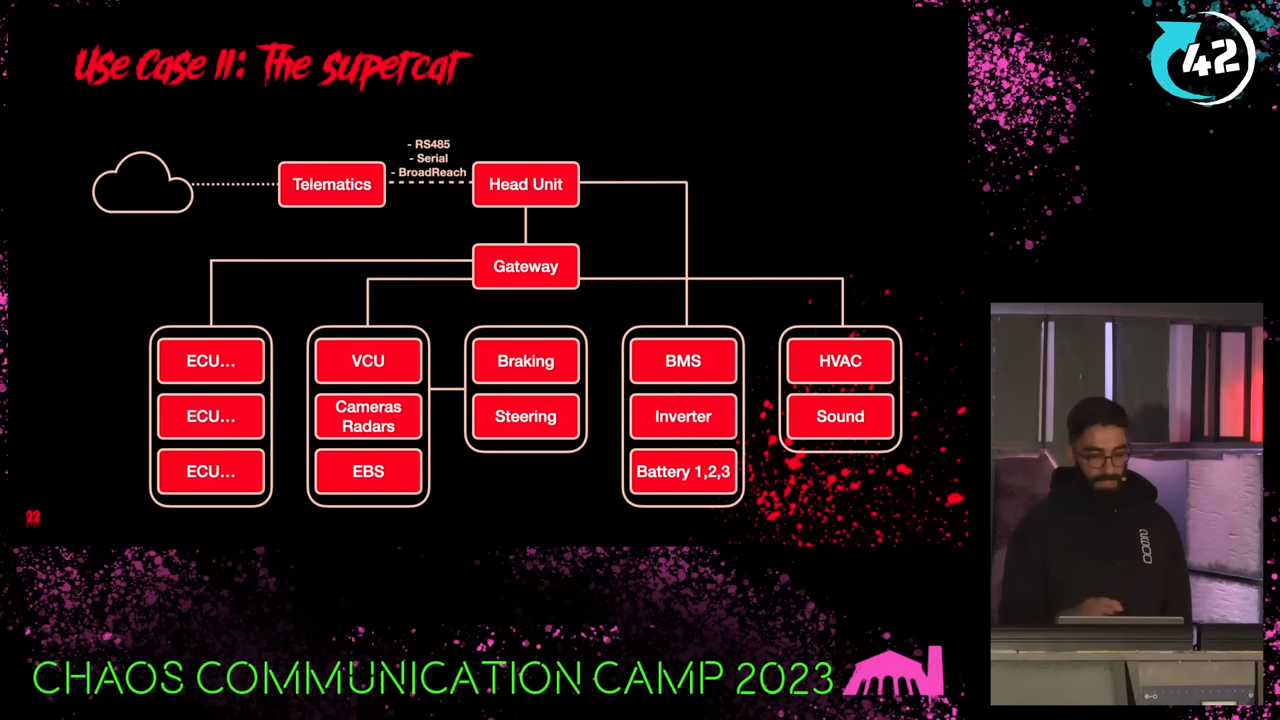 Use Case II: The supercat
42
- RS485
- Serial
- BroadReach
Telematics
Head Unit
Gateway
ECU...
ECU...
ECU...
VCU
Cameras
Radars
EBS
Braking
Steering
BMS
Inverter
Battery 1,2,3
HVAC
Sound
22
CHAOS COMMUNICATION CAMP 2023